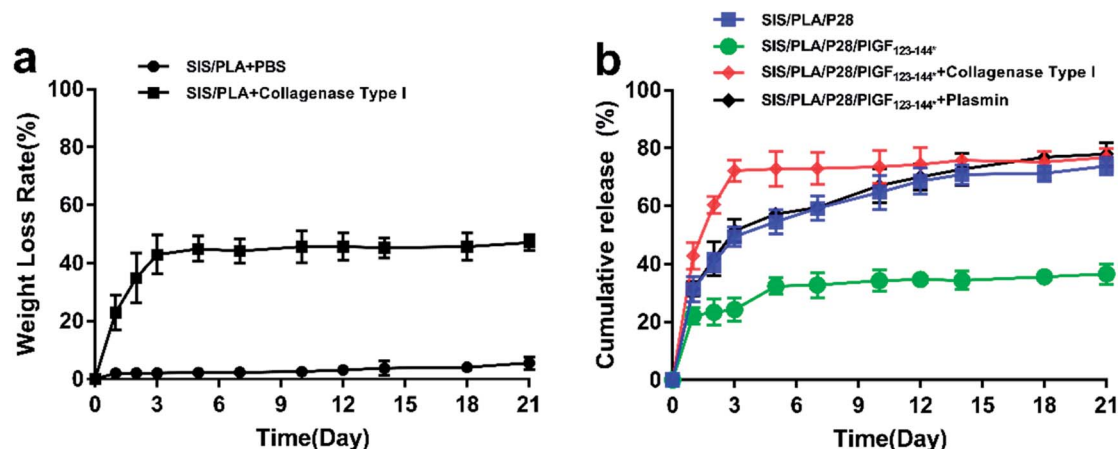 a
SIS/PLA+PBS
SIS/PLA+Collagenase Type I
Weight Loss Rate(%)
100
80
60
40
20
0
0 3 6 9 12 15 18 21
Time(Day)
b
SIS/PLA/P28
SIS/PLA/P28/PlGF123-144*
SIS/PLA/P28/PlGF123-144*+Collagenase Type I
SIS/PLA/P28/PlGF123-144*+Plasmin
Cumulative release (%)
100
80
60
40
20
0
0 3 6 9 12 15 18 21
Time(Day)